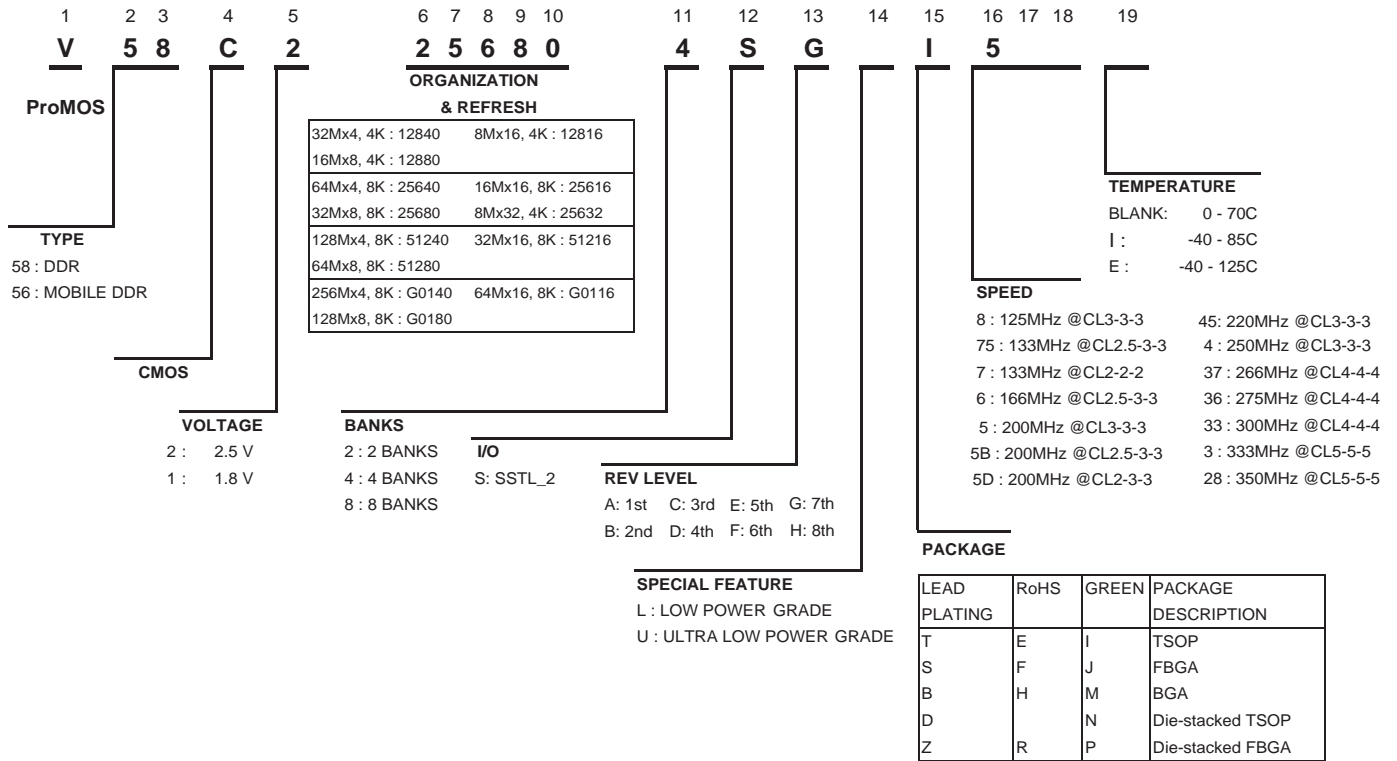 1 2 3 4 5 6 7 8 9 10 11 12 13 14 15 16 17 18 19
V 5 8 C 2 2 5 6 8 0 4 S G I 5
ProMOS
ORGANIZATION
& REFRESH
32Mx4, 4K : 12840 8Mx16, 4K : 12816
16Mx8, 4K : 12880
64Mx4, 8K : 25640 16Mx16, 8K : 25616
32Mx8, 8K : 25680 8Mx32, 4K : 25632
128Mx4, 8K : 51240 32Mx16, 8K : 51216
64Mx8, 8K : 51280
256Mx4, 8K : G0140 64Mx16, 8K : G0116
128Mx8, 8K : G0180
TYPE
58 : DDR
56 : MOBILE DDR
CMOS
VOLTAGE
2 : 2.5 V
1 : 1.8 V
BANKS
2 : 2 BANKS
4 : 4 BANKS
8 : 8 BANKS
I/O
S: SSTL_2
REV LEVEL
A: 1st C: 3rd E: 5th G: 7th
B: 2nd D: 4th F: 6th H: 8th
SPECIAL FEATURE
L : LOW POWER GRADE
U : ULTRA LOW POWER GRADE
TEMPERATURE
BLANK: 0 - 70C
I : -40 - 85C
E : -40 - 125C
SPEED
8 : 125MHz @CL3-3-3 45: 220MHz @CL3-3-3
75 : 133MHz @CL2.5-3-3 4 : 250MHz @CL3-3-3
7 : 133MHz @CL2-2-2 37 : 266MHz @CL4-4-4
6 : 166MHz @CL2.5-3-3 36 : 275MHz @CL4-4-4
5 : 200MHz @CL3-3-3 33 : 300MHz @CL4-4-4
5B : 200MHz @CL2.5-3-3 3 : 333MHz @CL5-5-5
5D : 200MHz @CL2-3-3 28 : 350MHz @CL5-5-5
PACKAGE
LEAD RoHS GREEN PACKAGE
PLATING DESCRIPTION
T E I TSOP
S F J FBGA
B H M BGA
D N Die-stacked TSOP
Z R P Die-stacked FBGA